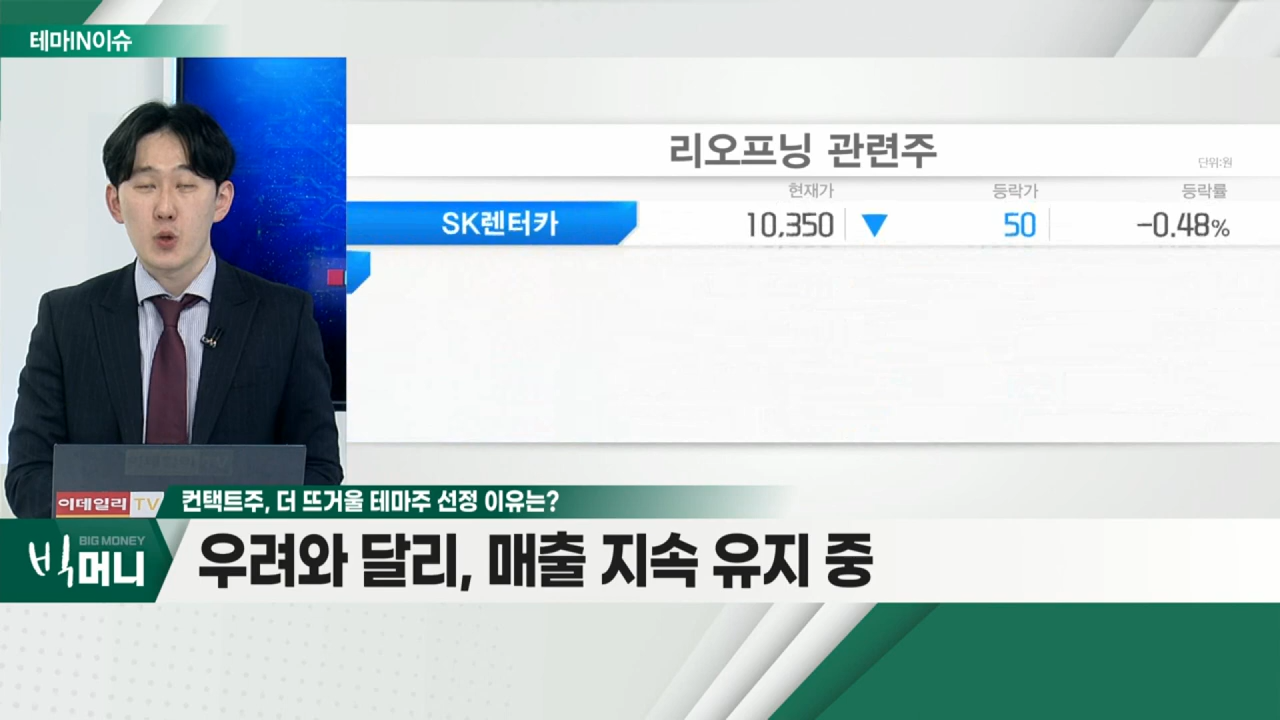 테마IN이슈
리오프닝 관련주
단위:원
현재가 등락가 등락률
SK렌터카 10,350 ▼ 50 -0.48%
이데일리 TV
컨택트주, 더 뜨거울 테마주 선정 이유는?
BIG MONEY
빅머니
우려와 달리, 매출 지속 유지 중